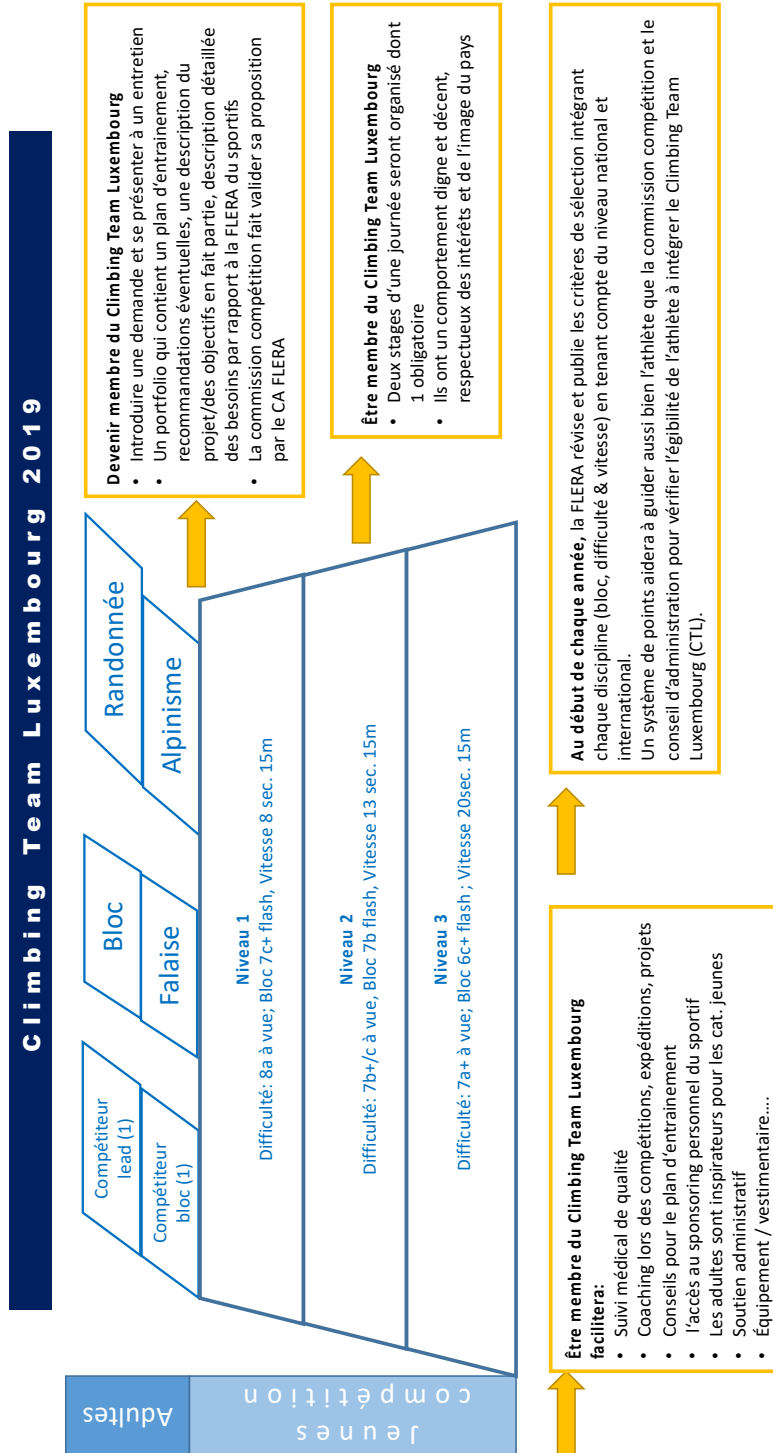 Climbing Team Luxembourg 2019
Adultes
Jeunes
compétition
Compétiteur
lead (1)
Compétiteur
bloc (1)
Bloc
Falaise
Randonnée
Alpinisme
Niveau 1
Difficulté: 8a à vue; Bloc 7c+ flash, Vitesse 8 sec. 15m
Niveau 2
Difficulté: 7b+/c à vue, Bloc 7b flash, Vitesse 13 sec. 15m
Niveau 3
Difficulté: 7a+ à vue; Bloc 6c+ flash ; Vitesse 20sec. 15m
Devenir membre du Climbing Team Luxembourg
• Introduire une demande et se présenter à un entretien
• Un portfolio qui contient un plan d'entrainement,
recommandations éventuelles, une description du
projet/des objectifs en fait partie, description détaillée
des besoins par rapport à la FLERA du sportifs
• La commission compétition fait valider sa proposition
par le CA FLERA
Être membre du Climbing Team Luxembourg
• Deux stages d'une journée seront organisé dont
1 obligatoire
• Ils ont un comportement digne et décent,
respectueux des intérêts et de l'image du pays
Être membre du Climbing Team Luxembourg
facilitera:
• Suivi médical de qualité
• Coaching lors des compétitions, expéditions, projets
• Conseils pour le plan d'entrainement
• l'accès au sponsoring personnel du sportif
• Les adultes sont inspirateurs pour les cat. jeunes
• Soutien administratif
• Équipement / vestimentaire....
Au début de chaque année, la FLERA révise et publie les critères de sélection intégrant
chaque discipline (bloc, difficulté & vitesse) en tenant compte du niveau national et
international.
Un système de points aidera à guider aussi bien l'athlète que la commission compétition et le
conseil d'administration pour vérifier l'égibilité de l'athlète à intégrer le Climbing Team
Luxembourg (CTL).